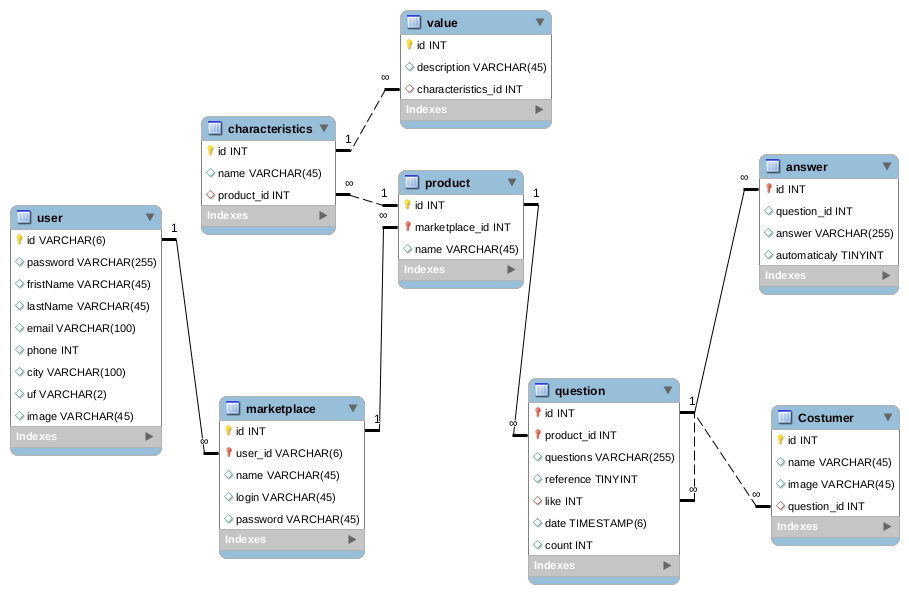 value
id INT
description VARCHAR(45)
characteristics_id INT
Indexes
∞
1
characteristics
id INT
name VARCHAR(45)
product_id INT
Indexes
∞
1
∞
product
id INT
marketplace_id INT
name VARCHAR(45)
Indexes
1
∞
answer
id INT
question_id INT
answer VARCHAR(255)
automaticaly TINYINT
Indexes
user
id VARCHAR(6)
password VARCHAR(255)
fristName VARCHAR(45)
lastName VARCHAR(45)
email VARCHAR(100)
phone INT
city VARCHAR(100)
uf VARCHAR(2)
image VARCHAR(45)
Indexes
1
∞
marketplace
id INT
user_id VARCHAR(6)
name VARCHAR(45)
login VARCHAR(45)
password VARCHAR(45)
Indexes
1
∞
question
id INT
product_id INT
questions VARCHAR(255)
reference TINYINT
like INT
date TIMESTAMP(6)
count INT
Indexes
1
∞
∞
Costumer
id INT
name VARCHAR(45)
image VARCHAR(45)
question_id INT
Indexes